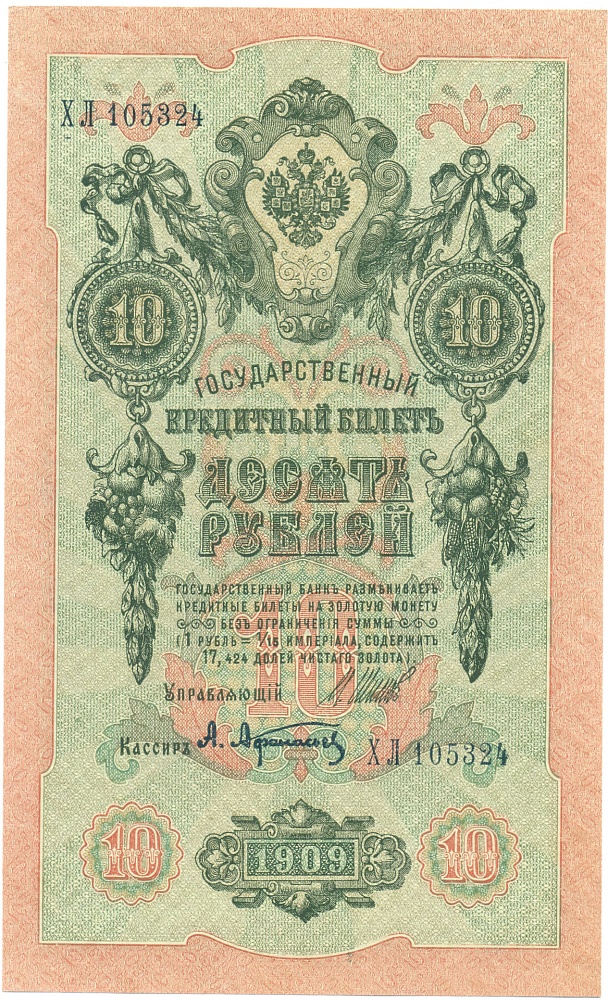 ХЛ 105324
10 10
ГОСУДАРСТВЕННЫЙ
КРЕДИТНЫЙ БИЛЕТЪ
ДЕСЯТЬ
РУБЛЕЙ
10
ГОСУДАРСТВЕННЫЙ БАНКЪ РАЗМѢНИВАЕТЪ
КРЕДИТНЫЕ БИЛЕТЫ НА ЗОЛОТУЮ МОНЕТУ
БЕЗЪ ОГРАНИЧЕНІЯ СУММЫ
(1 РУБЛЬ = 1/15 ИМПЕРІАЛА, СОДЕРЖИТЪ
17,424 ДОЛЕЙ ЧИСТАГО ЗОЛОТА).
УПРАВЛЯЮЩІЙ
КАССИРЪ А. Афанасьев ХЛ 105324
10 1909 10